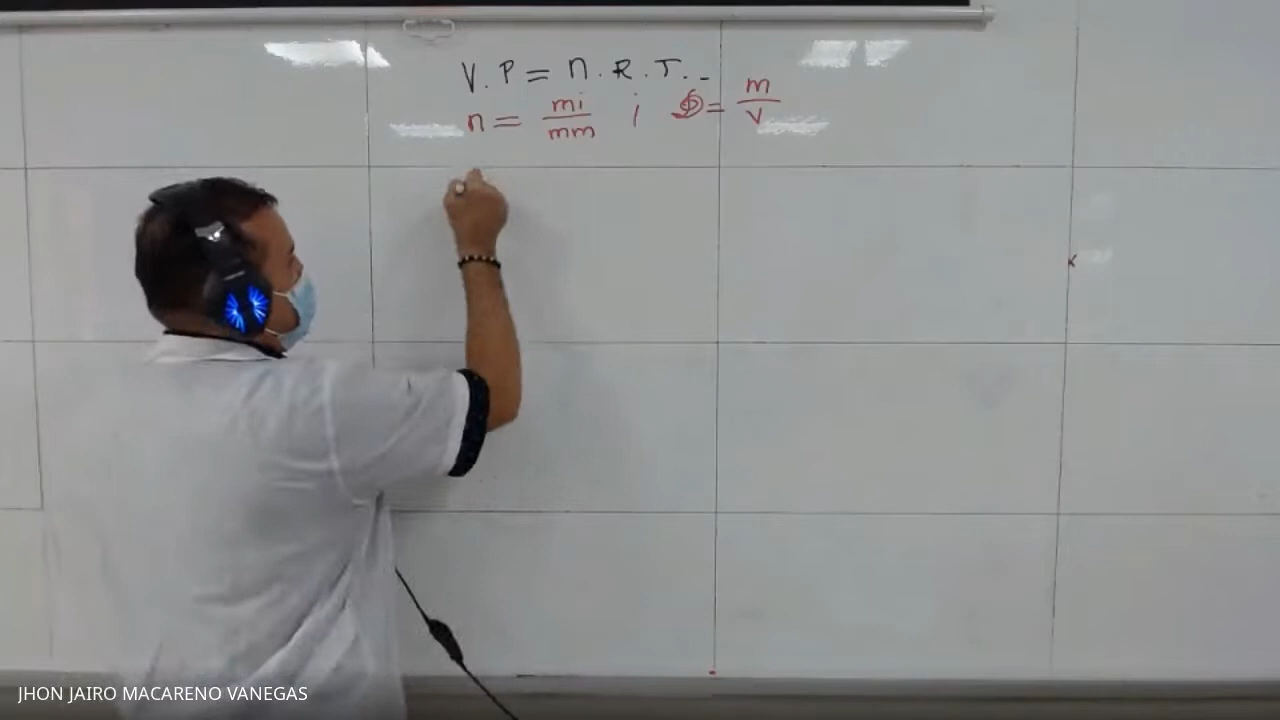 V.P = n.R.T..
n = mi/mm ; = m/v
JHON JAIRO MACARENO VANEGAS